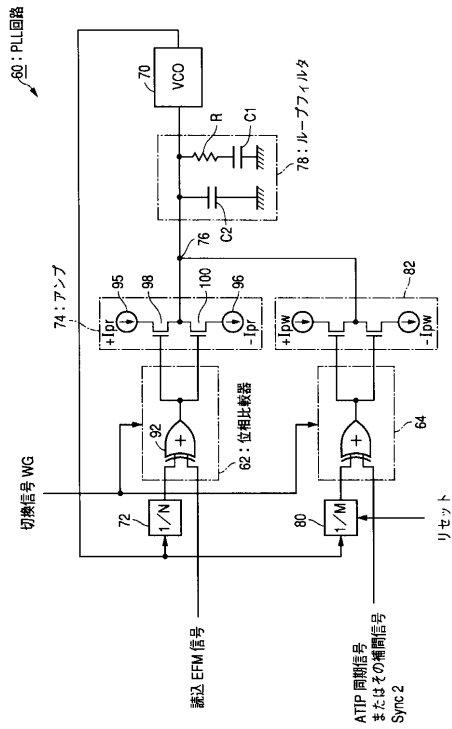 60：PLL回路
切換信号 WG
読込 EFM 信号
ATIP 同期信号
またはその補間信号
Sync 2
リセット
72
1/N
80
1/M
92
62：位相比較器
64
74：アンプ
+Ipr
95
98
100
96
-Ipr
+Ipw
82
-Ipw
76
C2
R
C1
78：ループフィルタ
70
VCO